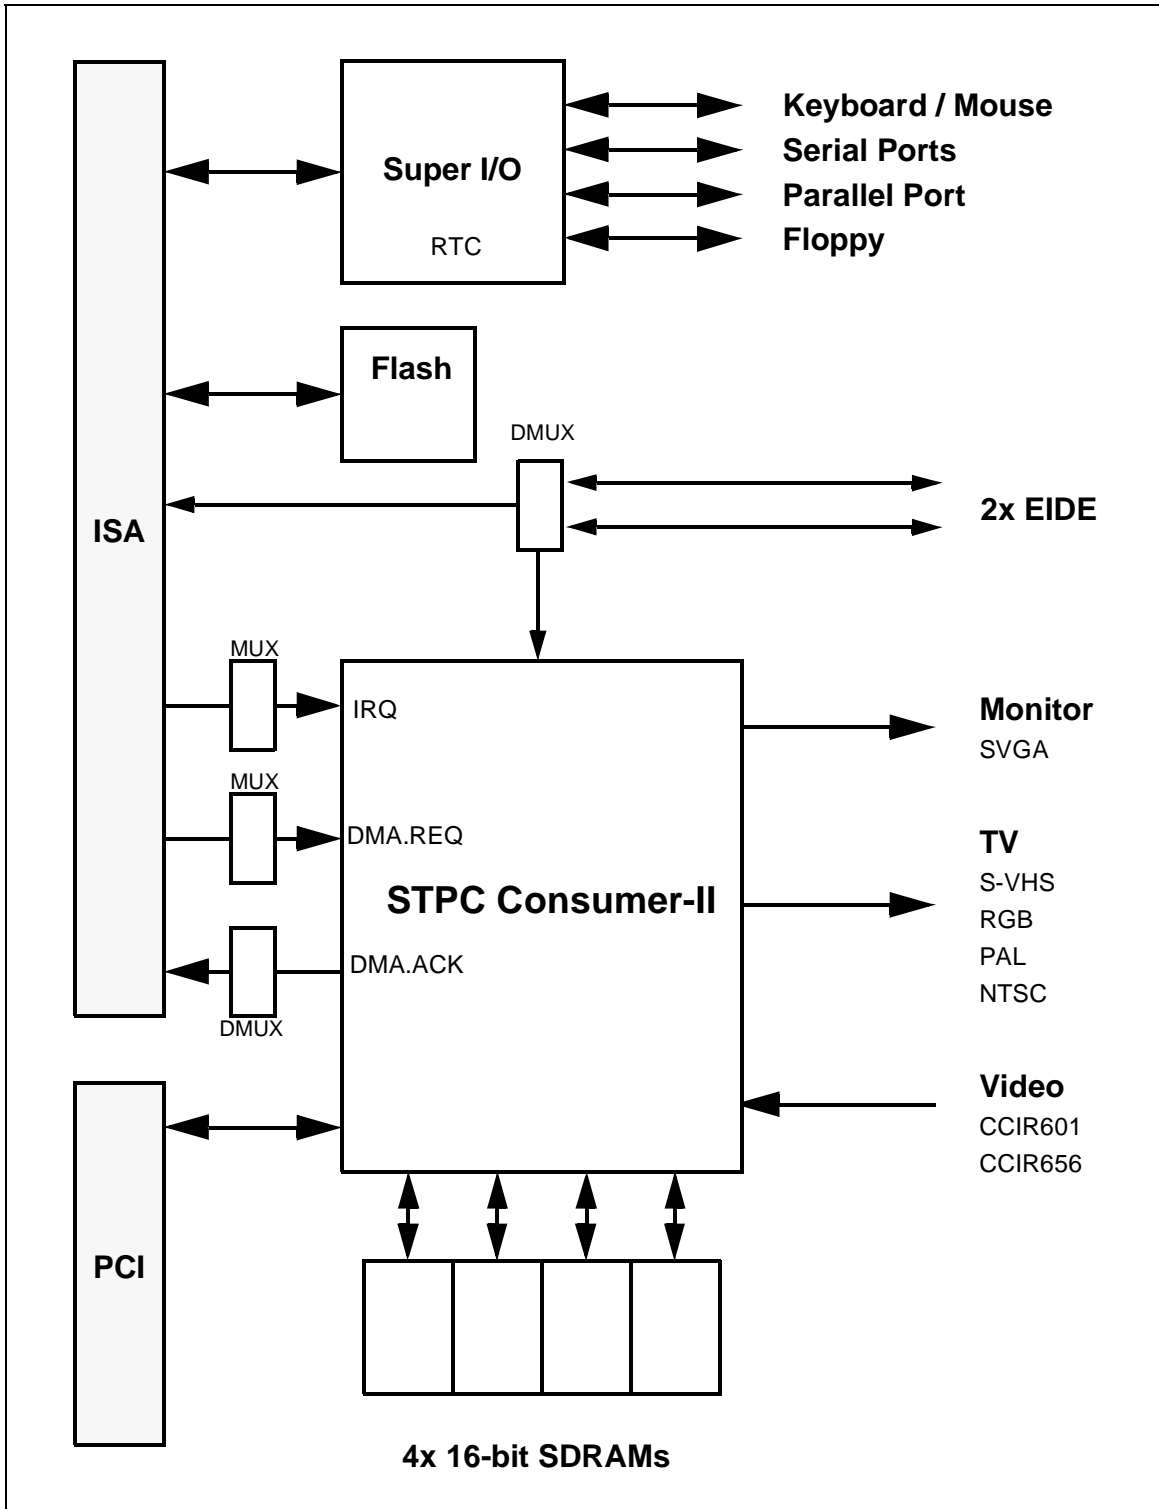 Keyboard / Mouse
Serial Ports
Super I/O
Parallel Port
RTC
Floppy
Flash
DMUX
ISA
2x EIDE
MUX
IRQ
Monitor
SVGA
MUX
DMA.REQ
TV
STPC Consumer-II
S-VHS
RGB
DMA.ACK
PAL
NTSC
DMUX
Video
CCIR601
CCIR656
PCI
4x 16-bit SDRAMs